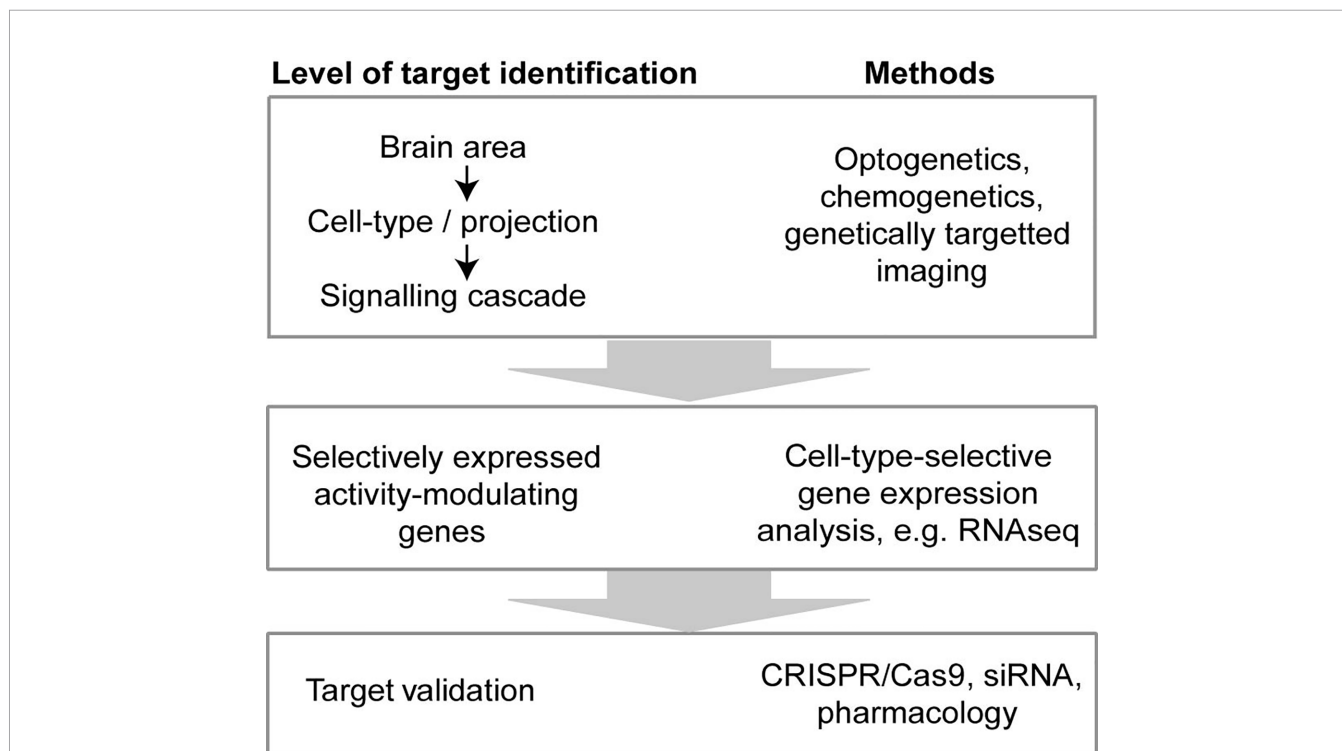 Level of target identification
Methods
Brain area
Cell-type / projection
Signalling cascade
Optogenetics,
chemogenetics,
genetically targetted
imaging
Selectively expressed
activity-modulating
genes
Cell-type-selective
gene expression
analysis, e.g. RNAseq
Target validation
CRISPR/Cas9, siRNA,
pharmacology